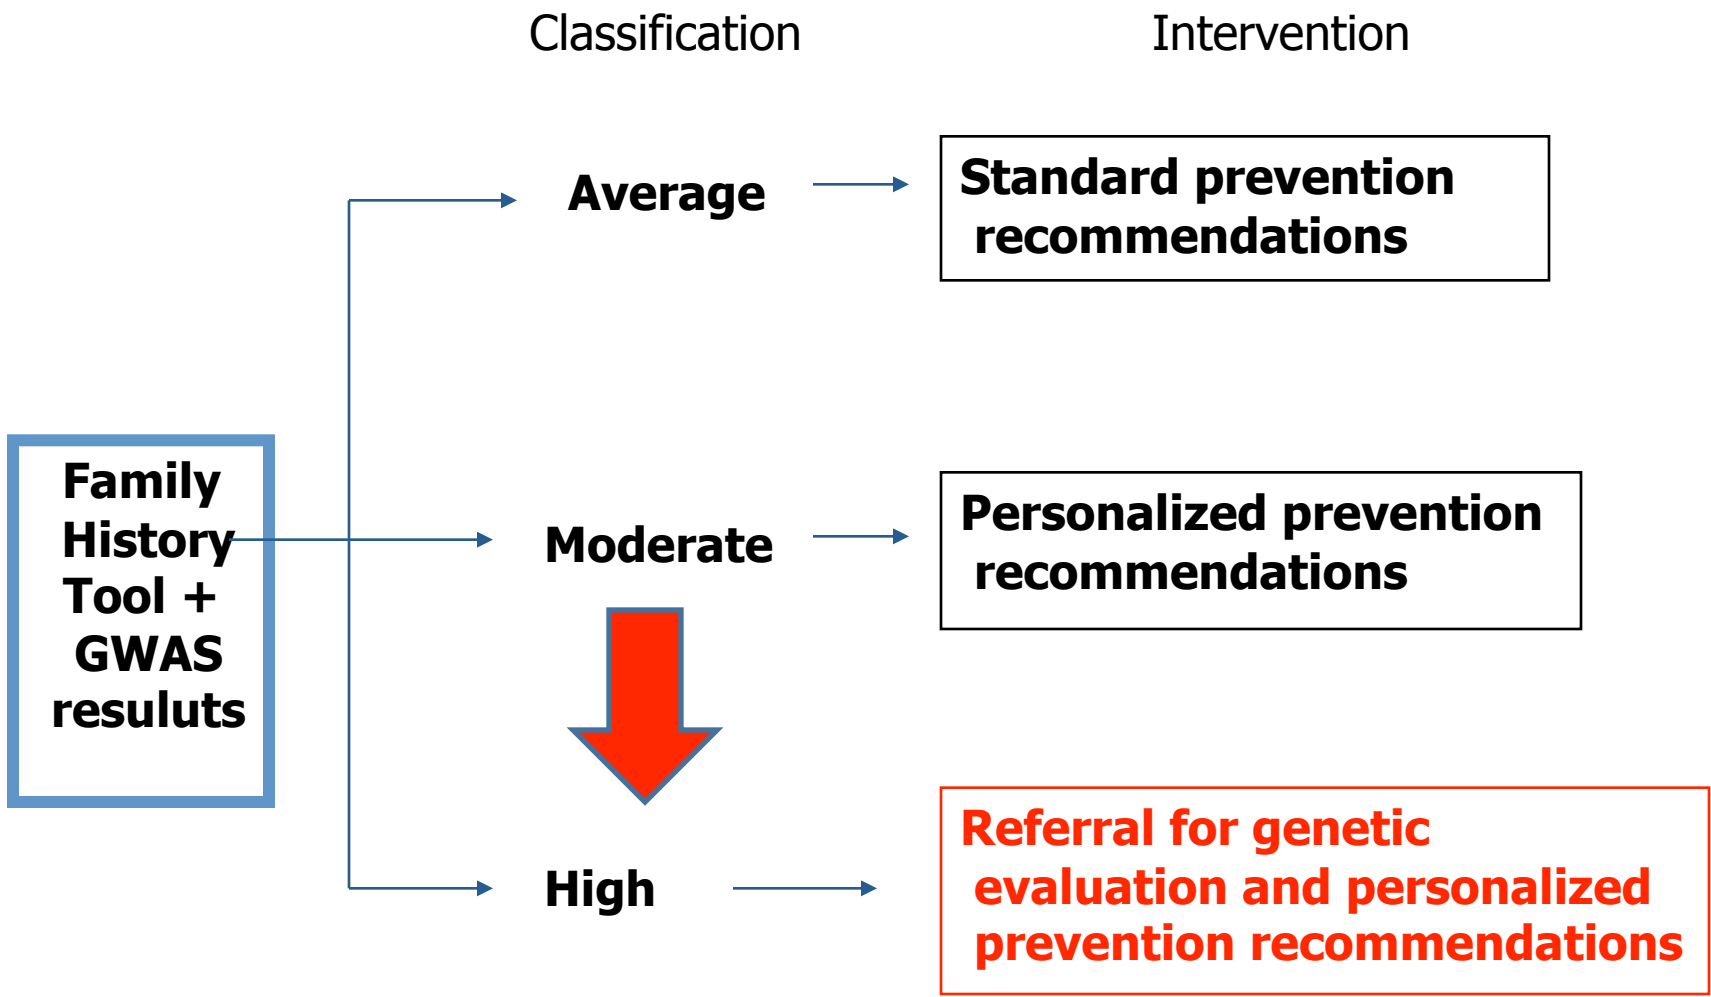 Classification
Intervention
Average
Standard prevention
recommendations
Family
History
Tool +
GWAS
resuluts
Moderate
Personalized prevention
recommendations
High
Referral for genetic
evaluation and personalized
prevention recommendations